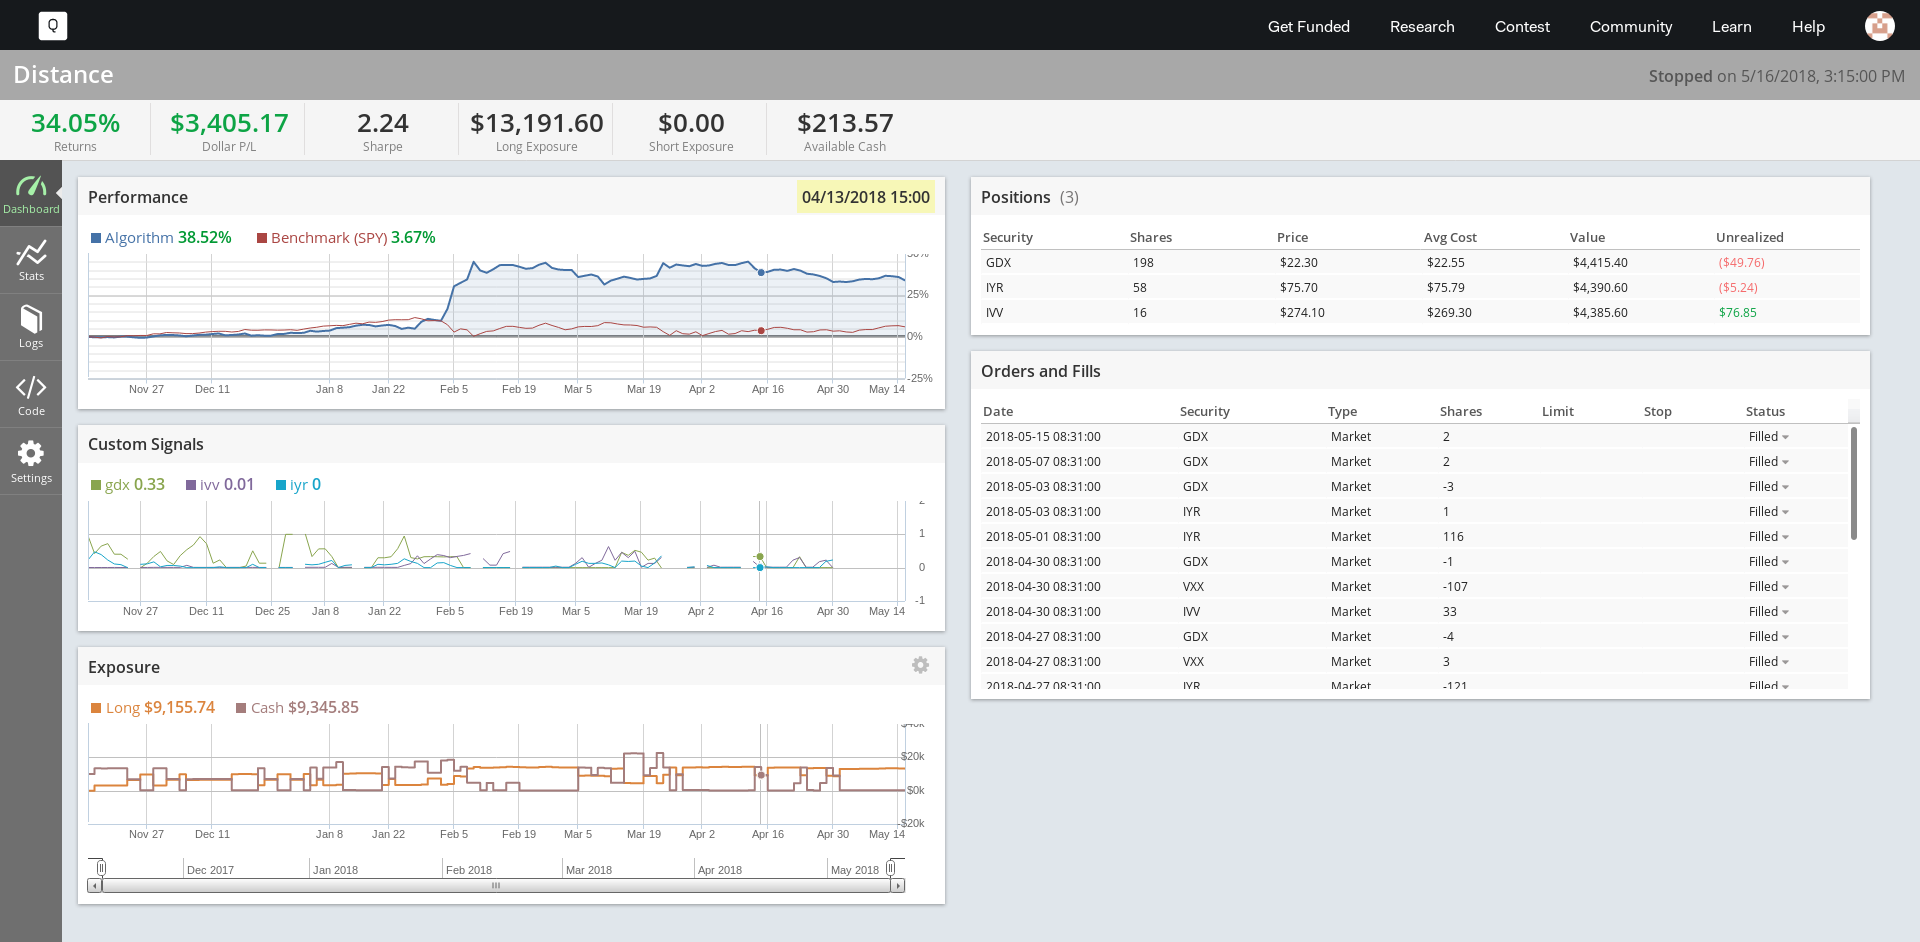 Q Get Funded Research Contest Community Learn Help
Distance Stopped on 5/16/2018, 3:15:00 PM
34.05% $3,405.17 2.24 $13,191.60 $0.00 $213.57
Returns Dollar P/L Sharpe Long Exposure Short Exposure Available Cash
Dashboard
Stats
Logs
Code
Settings
Performance 04/13/2018 15:00
Algorithm 38.52% Benchmark (SPY) 3.67%
50%
25%
0%
-25%
Nov 27 Dec 11 Jan 8 Jan 22 Feb 5 Feb 19 Mar 5 Mar 19 Apr 2 Apr 16 Apr 30 May 14
Custom Signals
gdx 0.33 ivv 0.01 iyr 0
2
1
0
-1
Nov 27 Dec 11 Dec 25 Jan 8 Jan 22 Feb 5 Feb 19 Mar 5 Mar 19 Apr 2 Apr 16 Apr 30 May 14
Exposure
Long $9,155.74 Cash $9,345.85
$40k
$20k
$0k
-$20k
Nov 27 Dec 11 Jan 8 Jan 22 Feb 5 Feb 19 Mar 5 Mar 19 Apr 2 Apr 16 Apr 30 May 14
Dec 2017 Jan 2018 Feb 2018 Mar 2018 Apr 2018 May 2018
Positions (3)
Security Shares Price Avg Cost Value Unrealized
GDX 198 $22.30 $22.55 $4,415.40 ($49.76)
IYR 58 $75.70 $75.79 $4,390.60 ($5.24)
IVV 16 $274.10 $269.30 $4,385.60 $76.85
Orders and Fills
Date Security Type Shares Limit Stop Status
2018-05-15 08:31:00 GDX Market 2 Filled
2018-05-07 08:31:00 GDX Market 2 Filled
2018-05-03 08:31:00 GDX Market -3 Filled
2018-05-03 08:31:00 IYR Market 1 Filled
2018-05-01 08:31:00 IYR Market 116 Filled
2018-04-30 08:31:00 GDX Market -1 Filled
2018-04-30 08:31:00 VXX Market -107 Filled
2018-04-30 08:31:00 IVV Market 33 Filled
2018-04-27 08:31:00 GDX Market -4 Filled
2018-04-27 08:31:00 VXX Market 3 Filled
2018-04-27 08:31:00 IYR Market -121 Filled